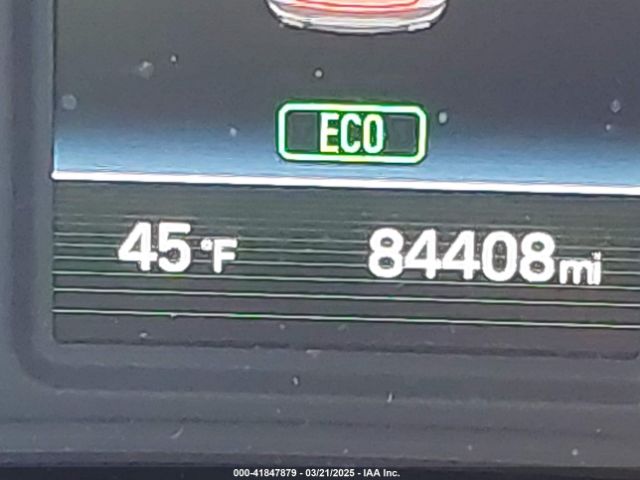 ECO
45°F 84408mi
000-41847879 - 03/21/2025 - IAA Inc.